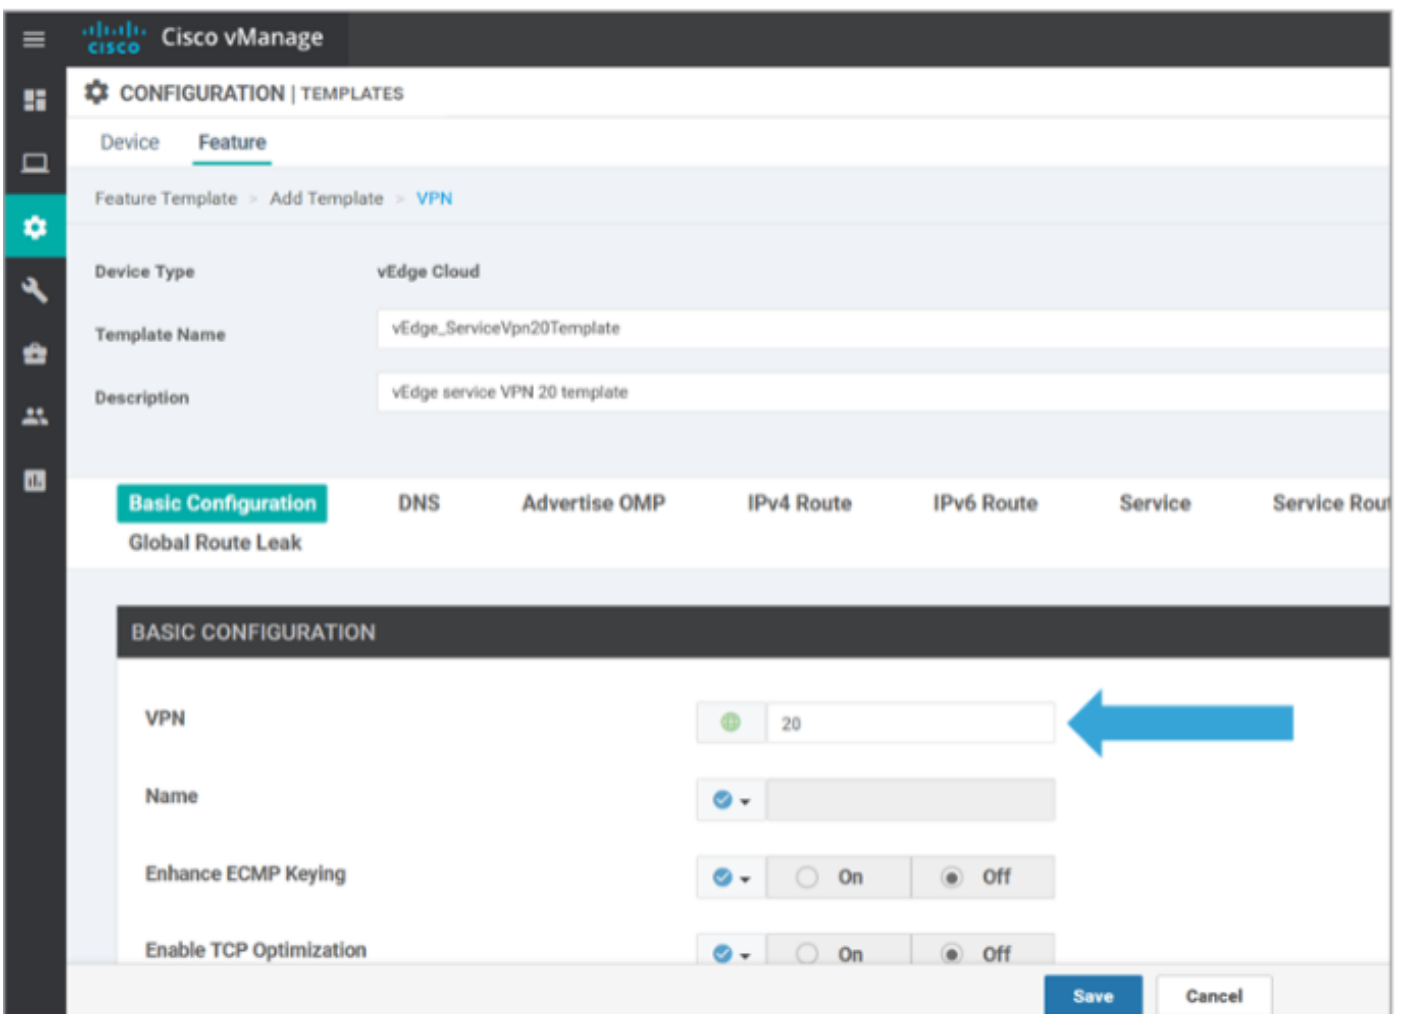 cisco Cisco vManage
CONFIGURATION | TEMPLATES
Device Feature
Feature Template > Add Template > VPN
Device Type vEdge Cloud
Template Name vEdge_ServiceVpn20Template
Description vEdge service VPN 20 template
Basic Configuration DNS Advertise OMP IPv4 Route IPv6 Route Service Service Rout
Global Route Leak
BASIC CONFIGURATION
VPN 20
Name
Enhance ECMP Keying On Off
Enable TCP Optimization On Off
Save Cancel